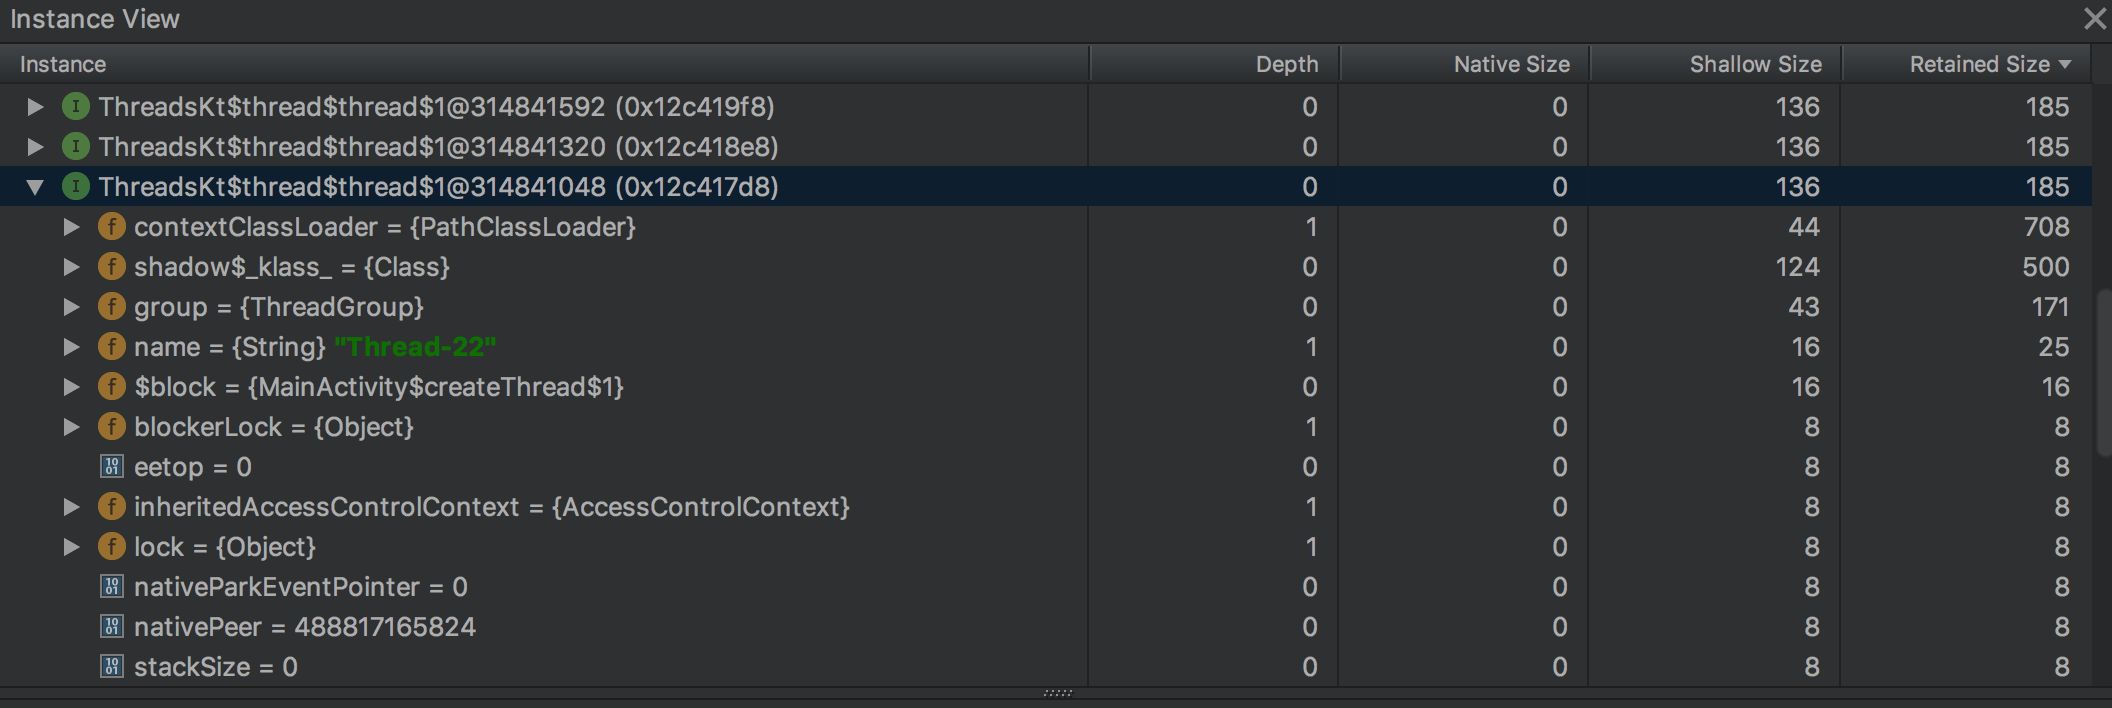 Instance View
Instance Depth Native Size Shallow Size Retained Size
ThreadsKt$thread$thread$1@314841592 (0x12c419f8) 0 0 136 185
ThreadsKt$thread$thread$1@314841320 (0x12c418e8) 0 0 136 185
ThreadsKt$thread$thread$1@314841048 (0x12c417d8) 0 0 136 185
f contextClassLoader = {PathClassLoader} 1 0 44 708
f shadow$_klass_ = {Class} 0 0 124 500
f group = {ThreadGroup} 0 0 43 171
f name = {String} "Thread-22" 1 0 16 25
f $block = {MainActivity$createThread$1} 0 0 16 16
f blockerLock = {Object} 1 0 8 8
eetop = 0 0 0 8 8
f inheritedAccessControlContext = {AccessControlContext} 1 0 8 8
f lock = {Object} 1 0 8 8
nativeParkEventPointer = 0 0 0 8 8
nativePeer = 488817165824 0 0 8 8
stackSize = 0 0 0 8 8